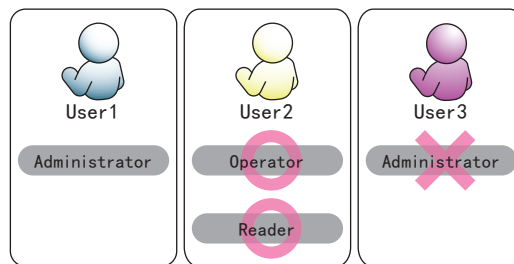 User1
Administrator
User2
Operator
Reader
User3
Administrator